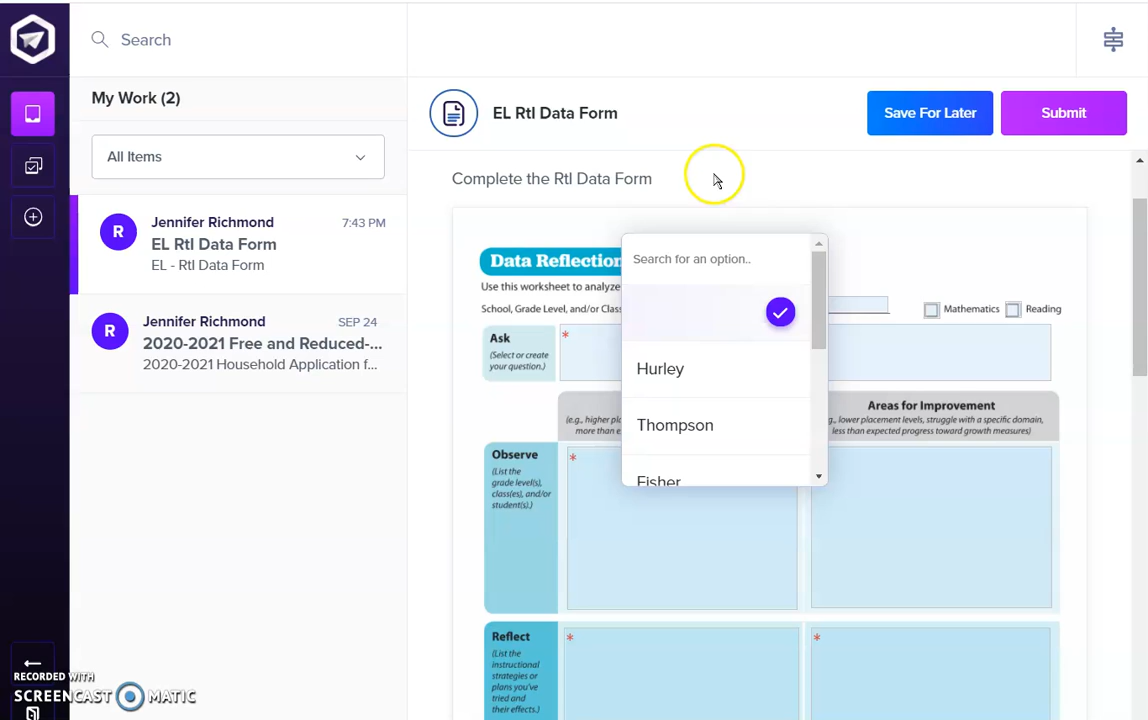 Search
My Work (2)
All Items
R
Jennifer Richmond
7:43 PM
EL RtI Data Form
EL - RtI Data Form
R
Jennifer Richmond
SEP 24
2020-2021 Free and Reduced-...
2020-2021 Household Application f...
EL RtI Data Form
Save For Later
Submit
Complete the RtI Data Form
Data Reflection
Use this worksheet to analyze
School, Grade Level, and/or Clas
Mathematics
Reading
Search for an option..
Hurley
Thompson
Fisher
Ask
(Select or create
your question.)
*
(e.g., higher pl
more than e
Areas for Improvement
(e.g., lower placement levels, struggle with a specific domain,
less than expected progress toward growth measures)
Observe
(List the
grade level(s),
class(es), and/or
student(s).)
*
Reflect
(List the
instructional
strategies or
plans you've
tried and
their effects.)
*
*
RECORDED WITH
SCREENCAST MATIC